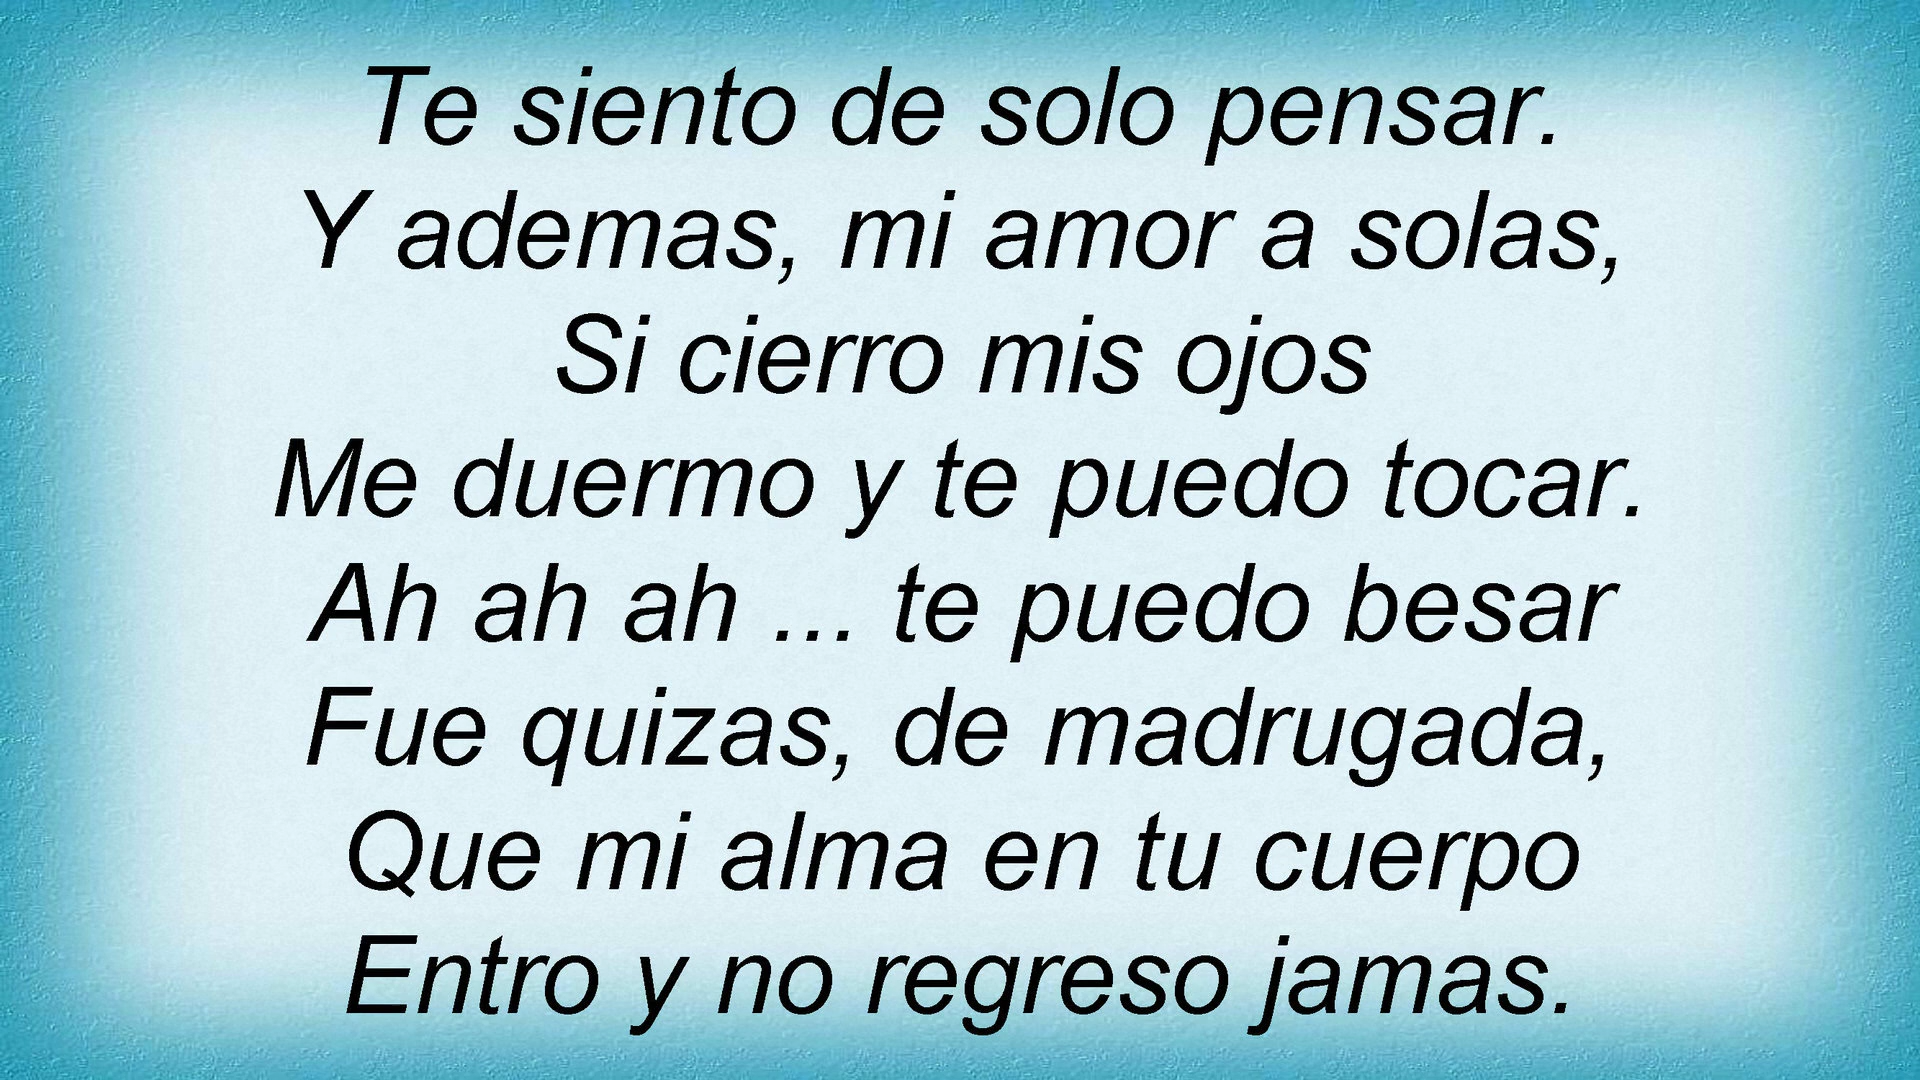 Te siento de solo pensar.
Y ademas, mi amor a solas,
Si cierro mis ojos
Me duermo y te puedo tocar.
Ah ah ah ... te puedo besar
Fue quizas, de madrugada,
Que mi alma en tu cuerpo
Entro y no regreso jamas.